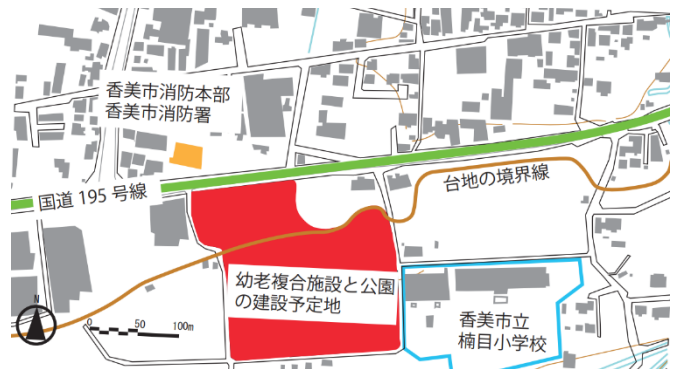 香美市消防本部
香美市消防署
国道 195 号線
台地の境界線
幼老複合施設と公園
の建設予定地
香美市立
楠目小学校
N
0 50 100m